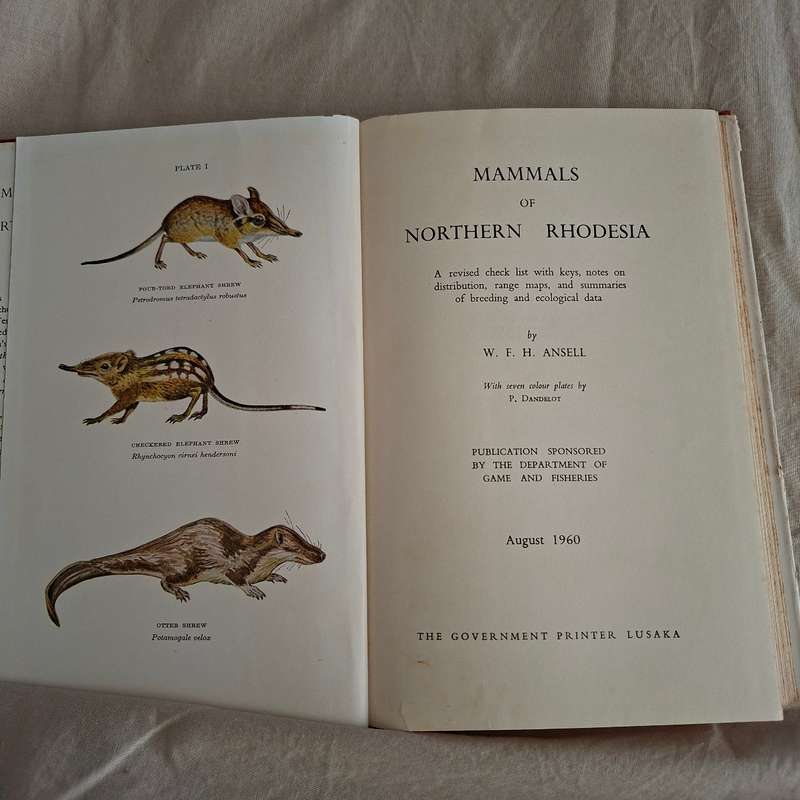 PLATE I
FOUR-TOED ELEPHANT SHREW
Petrodromus tetradactylus robustus
CHECKERED ELEPHANT SHREW
Rhynchocyon cirnei hendersoni
OTTER SHREW
Potamogale velox
MAMMALS
OF
NORTHERN RHODESIA
A revised check list with keys, notes on
distribution, range maps, and summaries
of breeding and ecological data
by
W. F. H. ANSELL
With seven colour plates by
P. DANDELOT
PUBLICATION SPONSORED
BY THE DEPARTMENT OF
GAME AND FISHERIES
August 1960
THE GOVERNMENT PRINTER LUSAKA